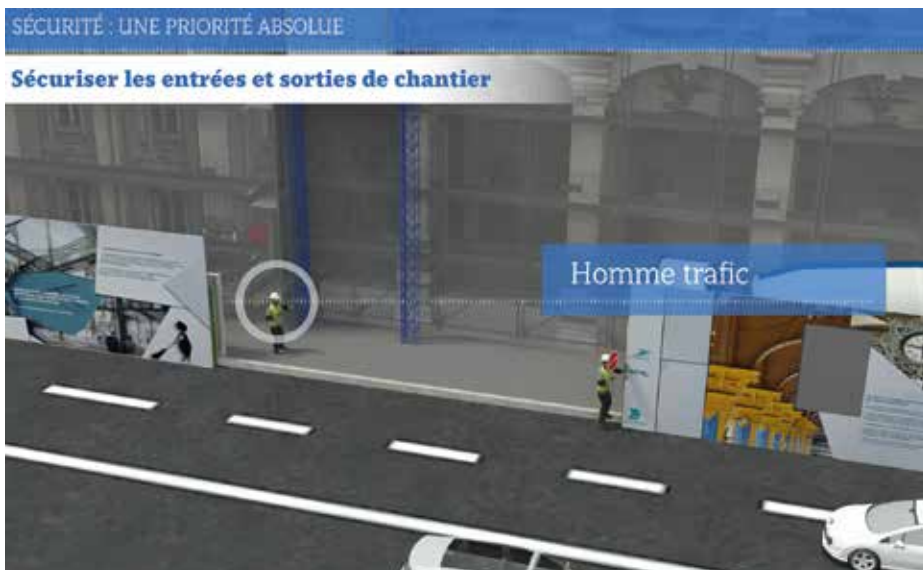 SÉCURITÉ : UNE PRIORITÉ ABSOLUE
Sécuriser les entrées et sorties de chantier
Homme trafic